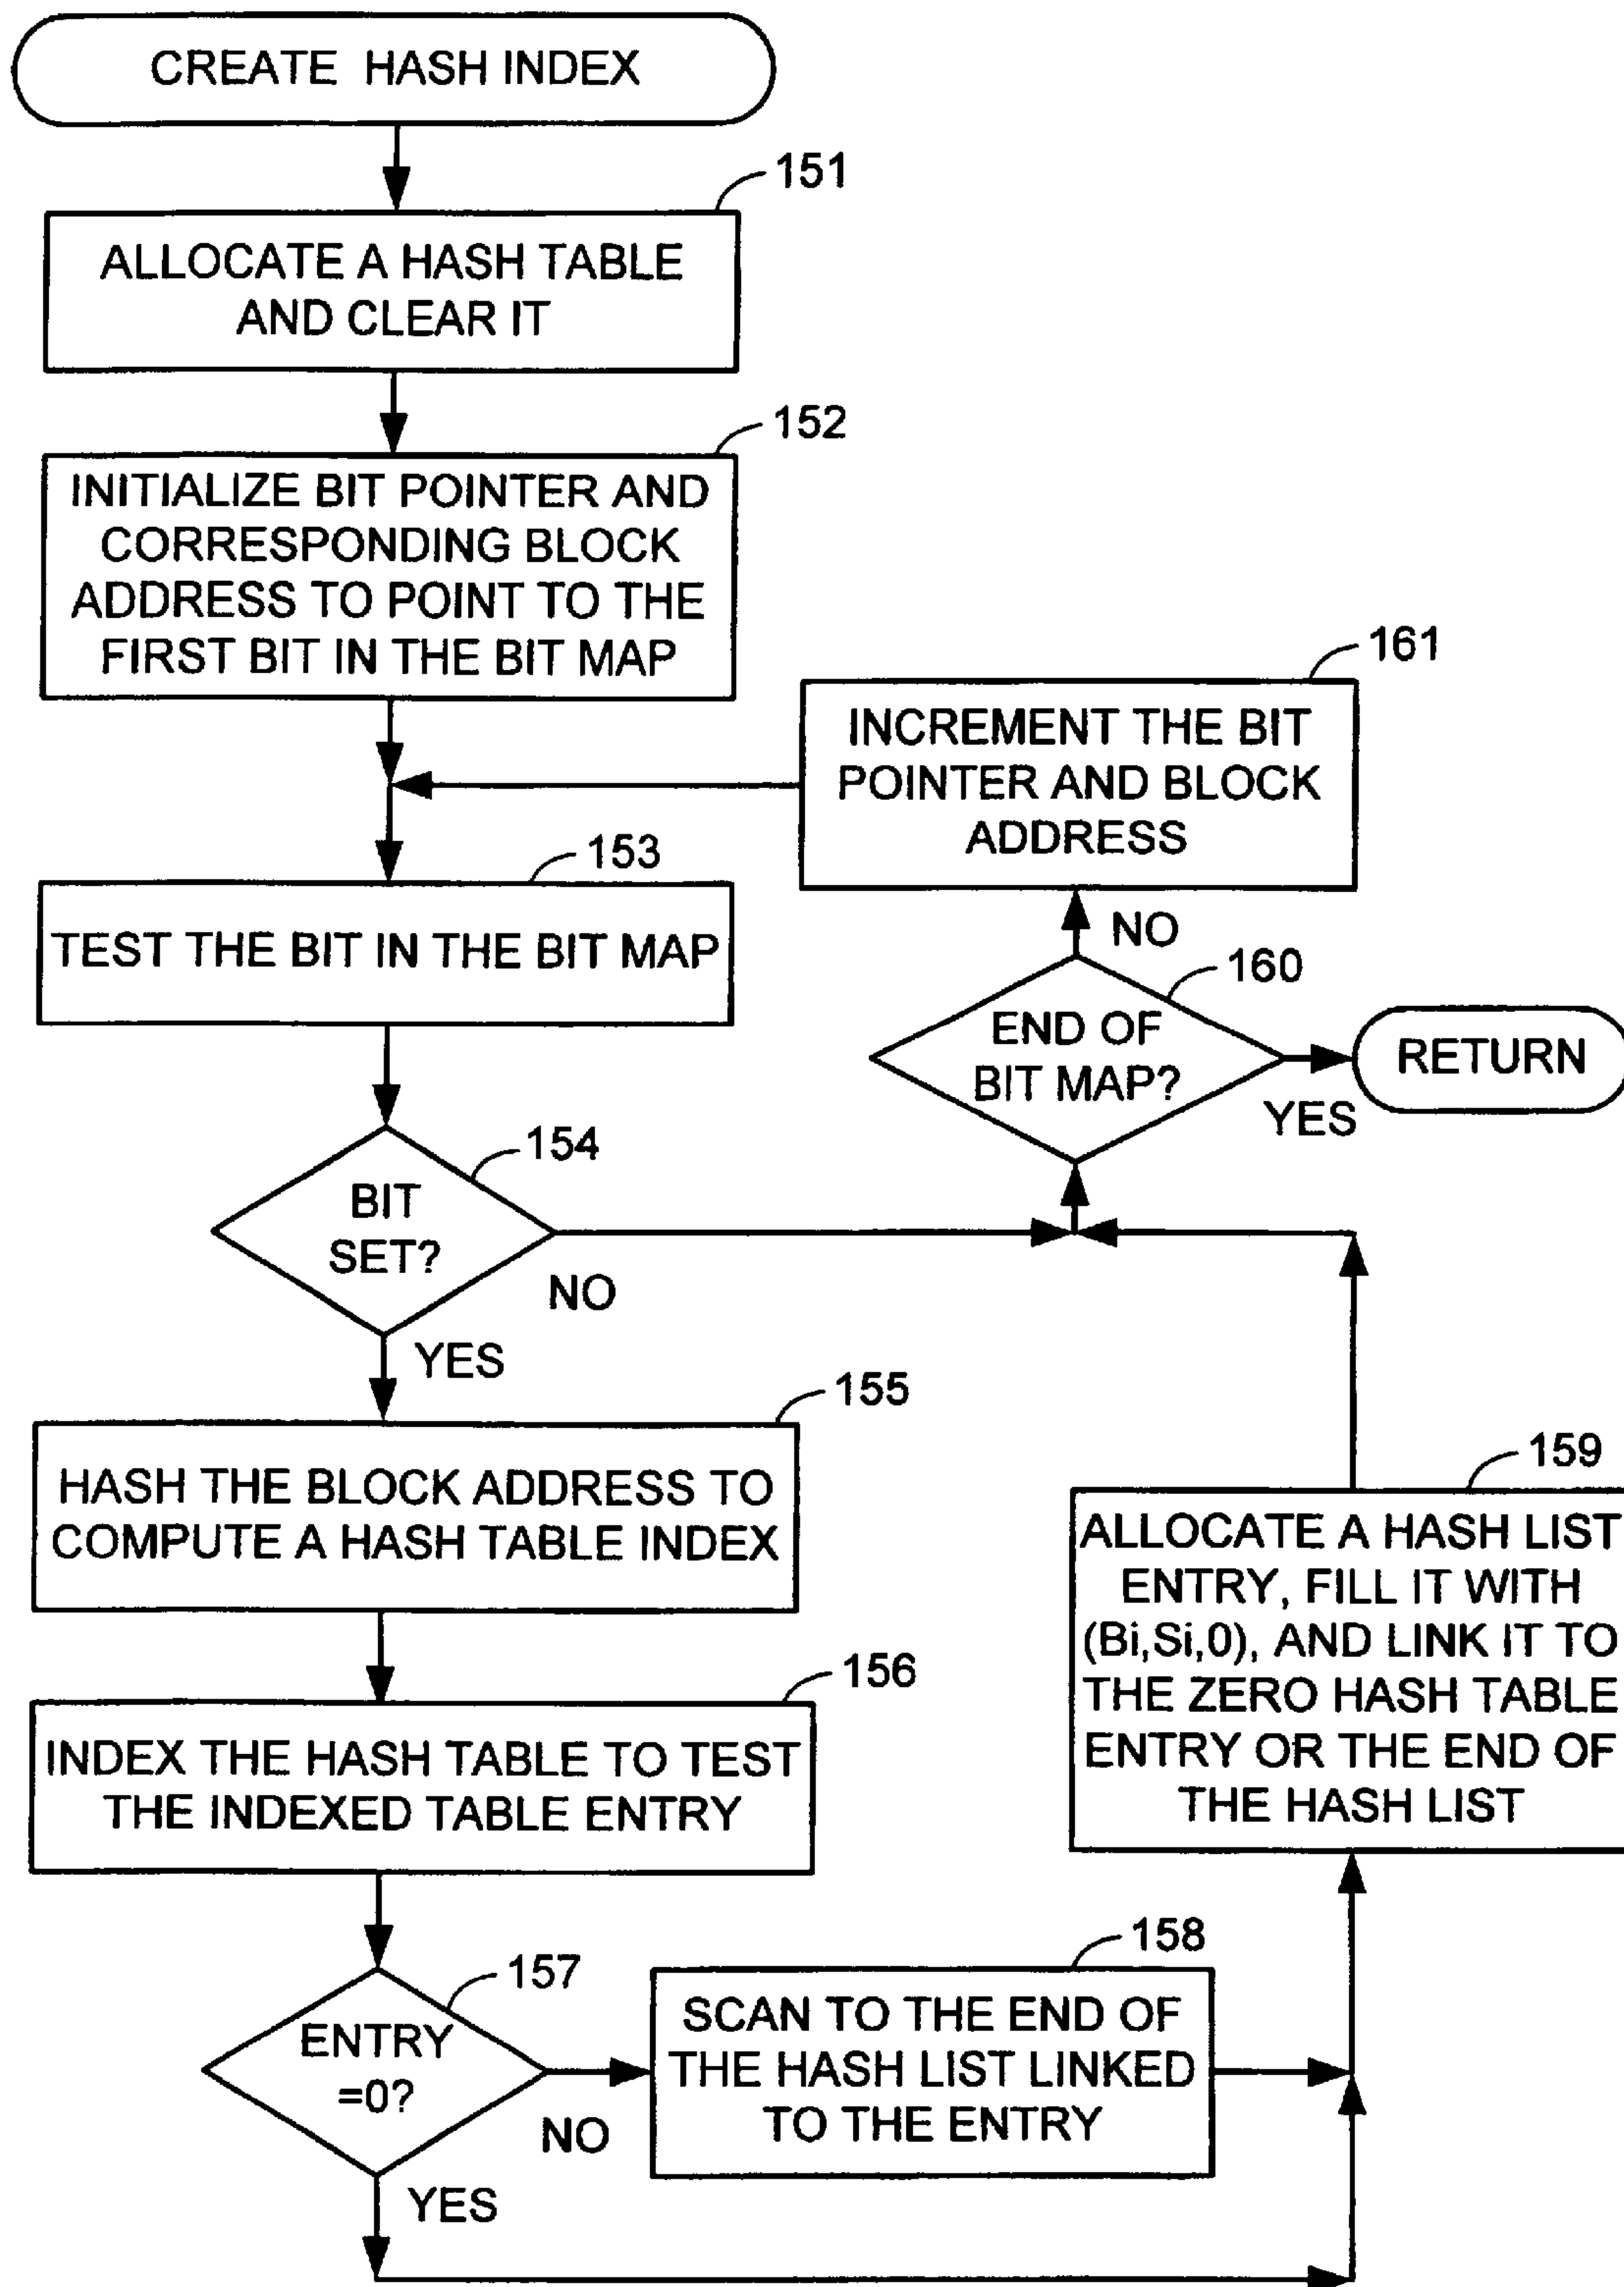 CREATE HASH INDEX
151
ALLOCATE A HASH TABLE
AND CLEAR IT
152
INITIALIZE BIT POINTER AND
CORRESPONDING BLOCK
ADDRESS TO POINT TO THE
FIRST BIT IN THE BIT MAP
161
INCREMENT THE BIT
POINTER AND BLOCK
ADDRESS
153
TEST THE BIT IN THE BIT MAP
NO
160
END OF
BIT MAP?
YES
RETURN
154
BIT
SET?
NO
YES
155
HASH THE BLOCK ADDRESS TO
COMPUTE A HASH TABLE INDEX
156
INDEX THE HASH TABLE TO TEST
THE INDEXED TABLE ENTRY
157
ENTRY
=0?
NO
YES
158
SCAN TO THE END OF
THE HASH LIST LINKED
TO THE ENTRY
159
ALLOCATE A HASH LIST
ENTRY, FILL IT WITH
(Bi,Si,0), AND LINK IT TO
THE ZERO HASH TABLE
ENTRY OR THE END OF
THE HASH LIST